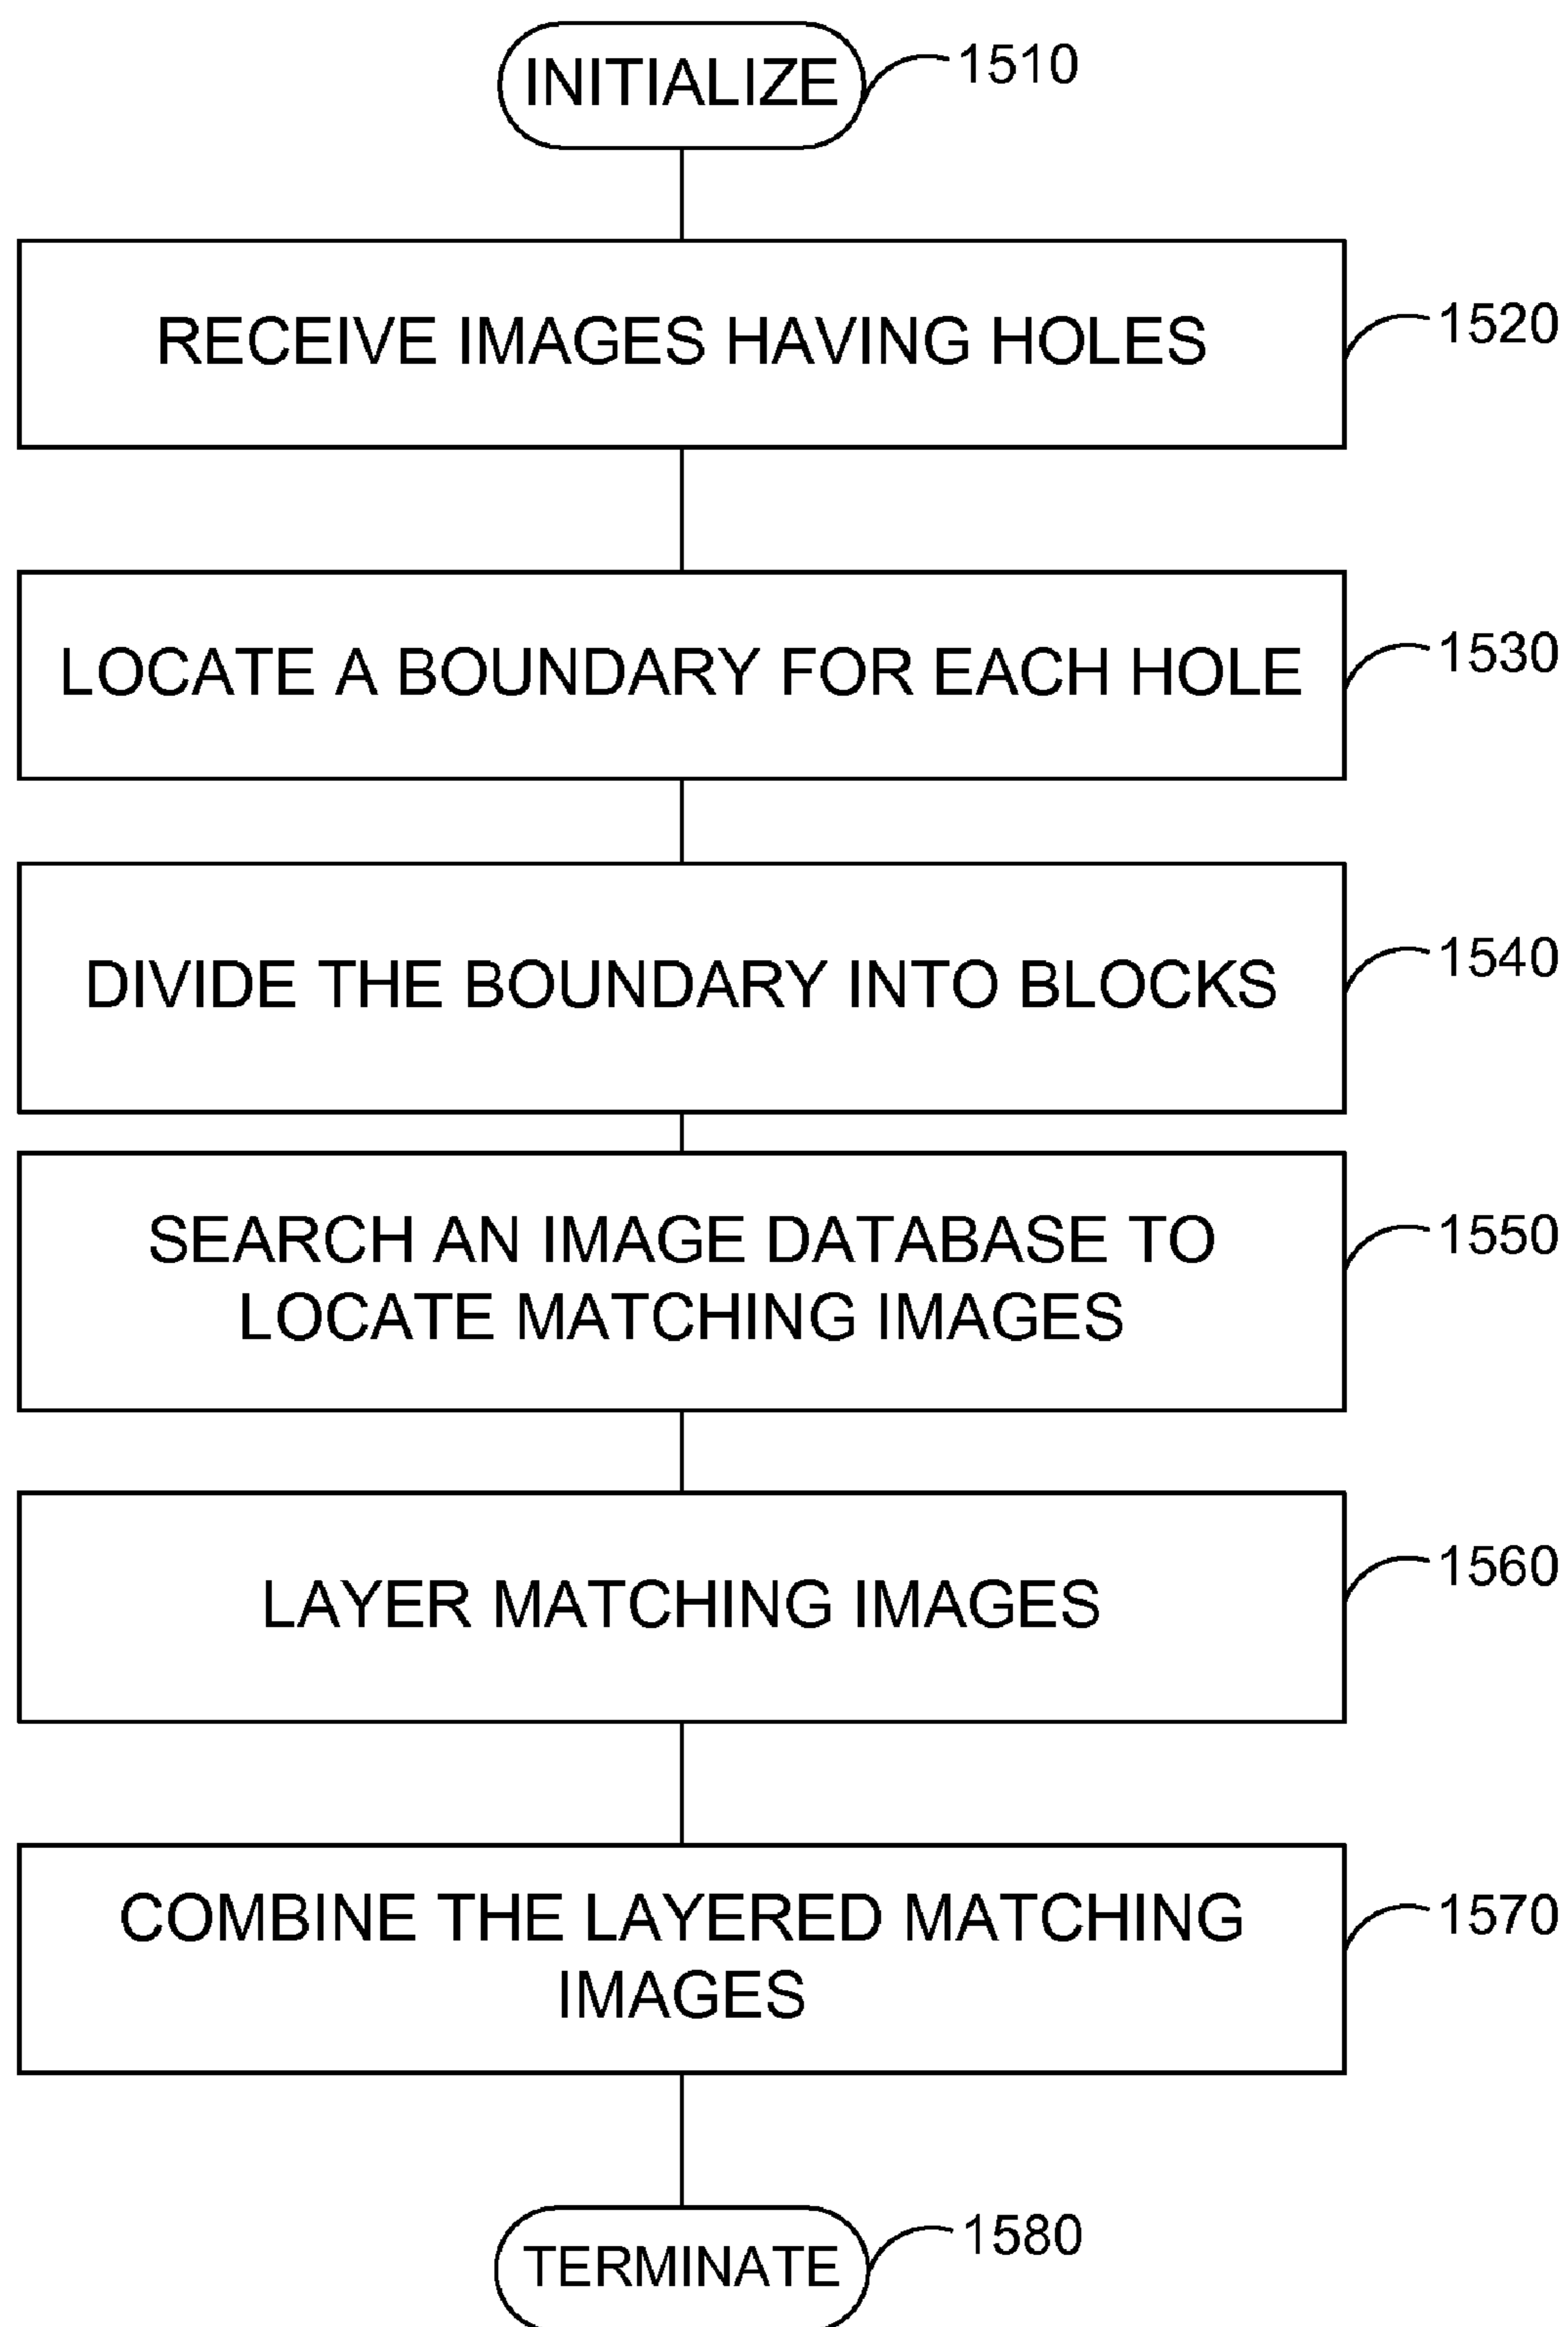 INITIALIZE
1510
RECEIVE IMAGES HAVING HOLES
1520
LOCATE A BOUNDARY FOR EACH HOLE
1530
DIVIDE THE BOUNDARY INTO BLOCKS
1540
SEARCH AN IMAGE DATABASE TO
LOCATE MATCHING IMAGES
1550
LAYER MATCHING IMAGES
1560
COMBINE THE LAYERED MATCHING
IMAGES
1570
TERMINATE
1580